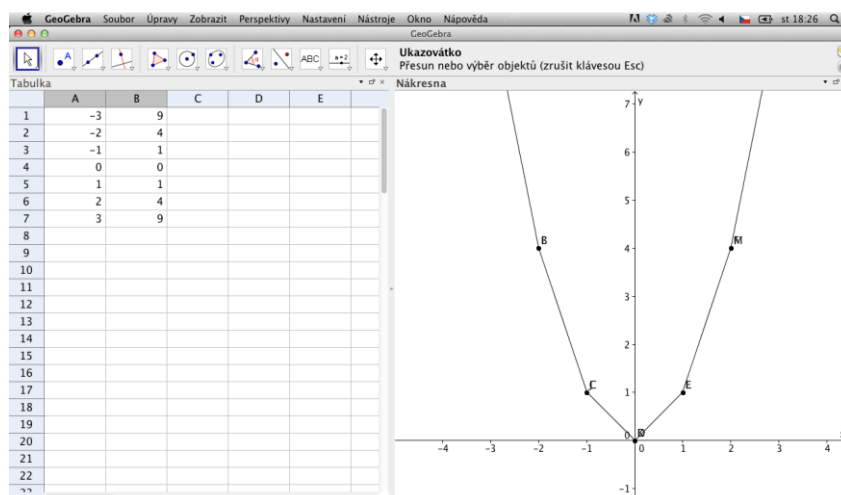 GeoGebra Soubor Úpravy Zobrazit Perspektivy Nastavení Nástroje Okno Nápověda st 18:26
GeoGebra
A ABC a=2 Ukazovátko
Přesun nebo výběr objektů (zrušit klávesou Esc)
Tabulka Nákresna
A B C D E
1 -3 9
2 -2 4
3 -1 1
4 0 0
5 1 1
6 2 4
7 3 9
8
9
10
11
12
13
14
15
16
17
18
19
20
21
22
23
y
7
6
5
B
4
3
2
C E
1
0
-4 -3 -2 -1 0 1 2 3 4
-1